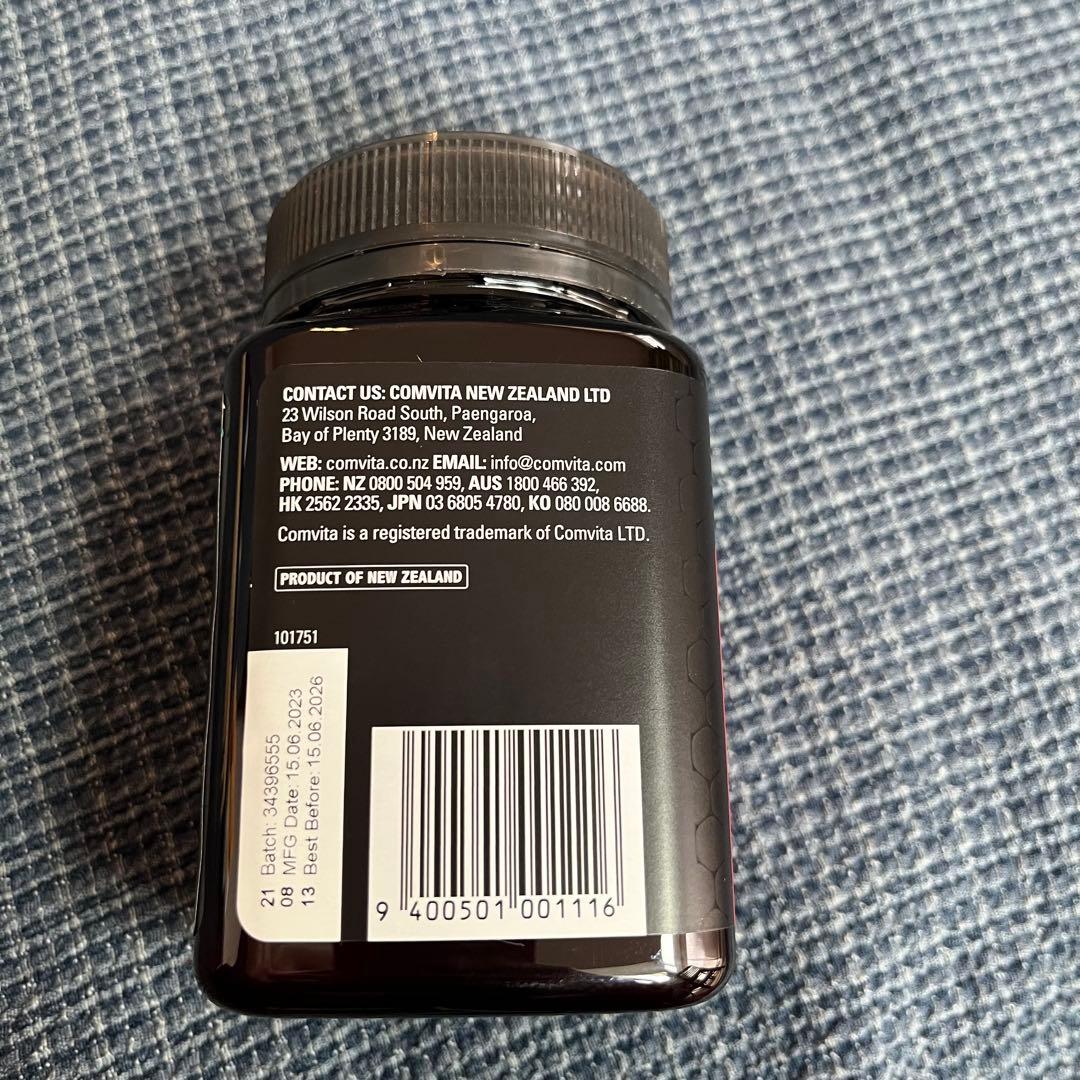 CONTACT US: COMVITA NEW ZEALAND LTD
23 Wilson Road South, Paengaroa,
Bay of Plenty 3189, New Zealand
WEB: comvita.co.nz EMAIL: info@comvita.com
PHONE: NZ 0800 504 959, AUS 1800 466 392,
HK 2562 2335, JPN 03 6805 4780, KO 080 008 6688.
Comvita is a registered trademark of Comvita LTD.
PRODUCT OF NEW ZEALAND
101751
21 Batch: 34396555
08 MFG Date: 15.06.2023
13 Best Before: 15.06.2026
9 400501 001116